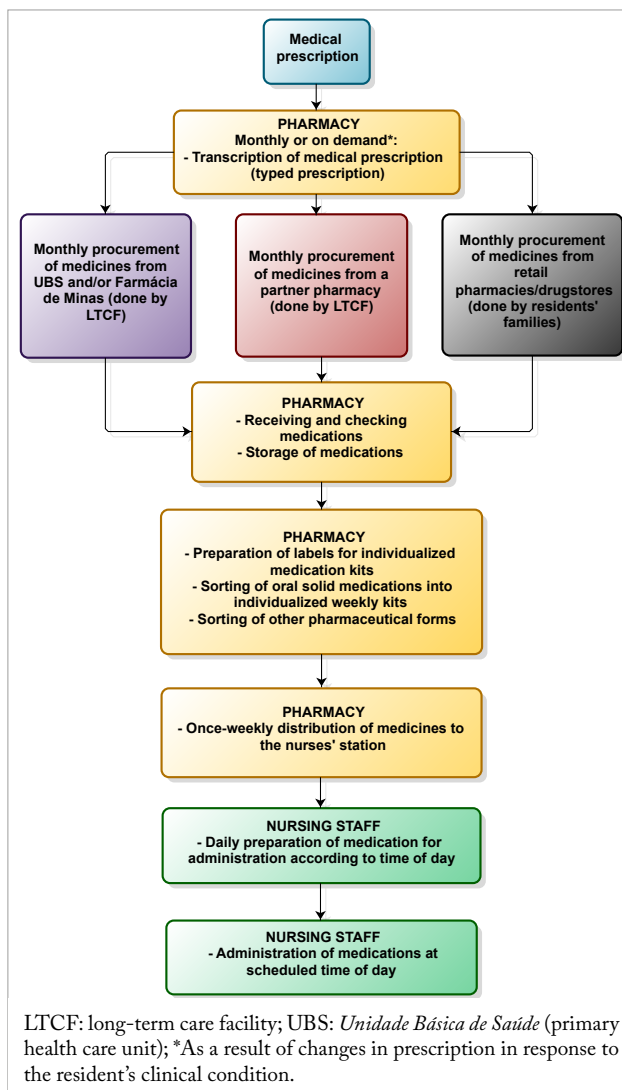 Medical
prescription
PHARMACY
Monthly or on demand*:
- Transcription of medical prescription
(typed prescription)
Monthly procurement
of medicines from
UBS and/or Farmácia
de Minas (done by
LTCF)
Monthly procurement
of medicines from a
partner pharmacy
(done by LTCF)
Monthly procurement
of medicines from
retail
pharmacies/drugstores
(done by residents'
families)
PHARMACY
- Receiving and checking
medications
- Storage of medications
PHARMACY
- Preparation of labels for individualized
medication kits
- Sorting of oral solid medications into
individualized weekly kits
- Sorting of other pharmaceutical forms
PHARMACY
- Once-weekly distribution of medicines to
the nurses' station
NURSING STAFF
- Daily preparation of medication for
administration according to time of day
NURSING STAFF
- Administration of medications at
scheduled time of day
LTCF: long-term care facility; UBS: Unidade Básica de Saúde (primary
health care unit); *As a result of changes in prescription in response to
the resident’s clinical condition.